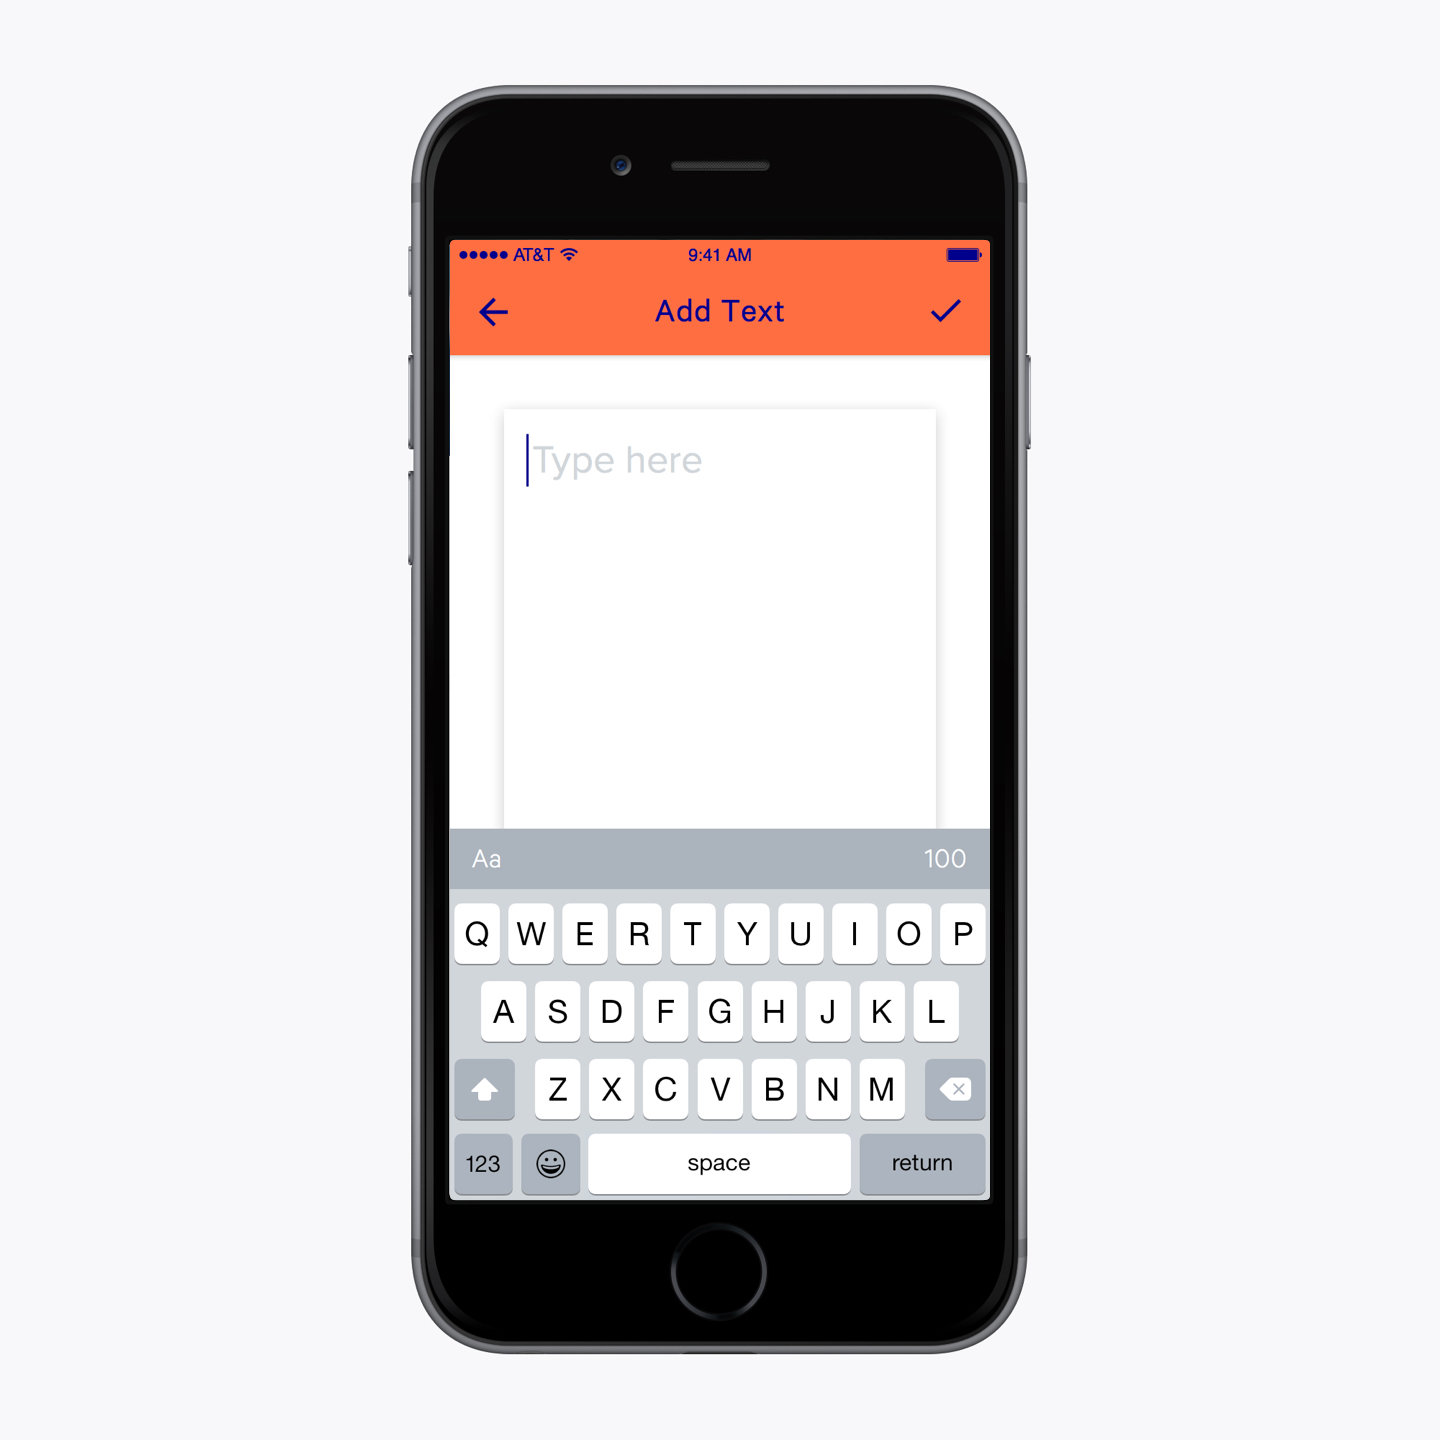 AT&T 9:41 AM
Add Text
Type here
Aa 100
Q W E R T Y U I O P
A S D F G H J K L
Z X C V B N M
123 space return